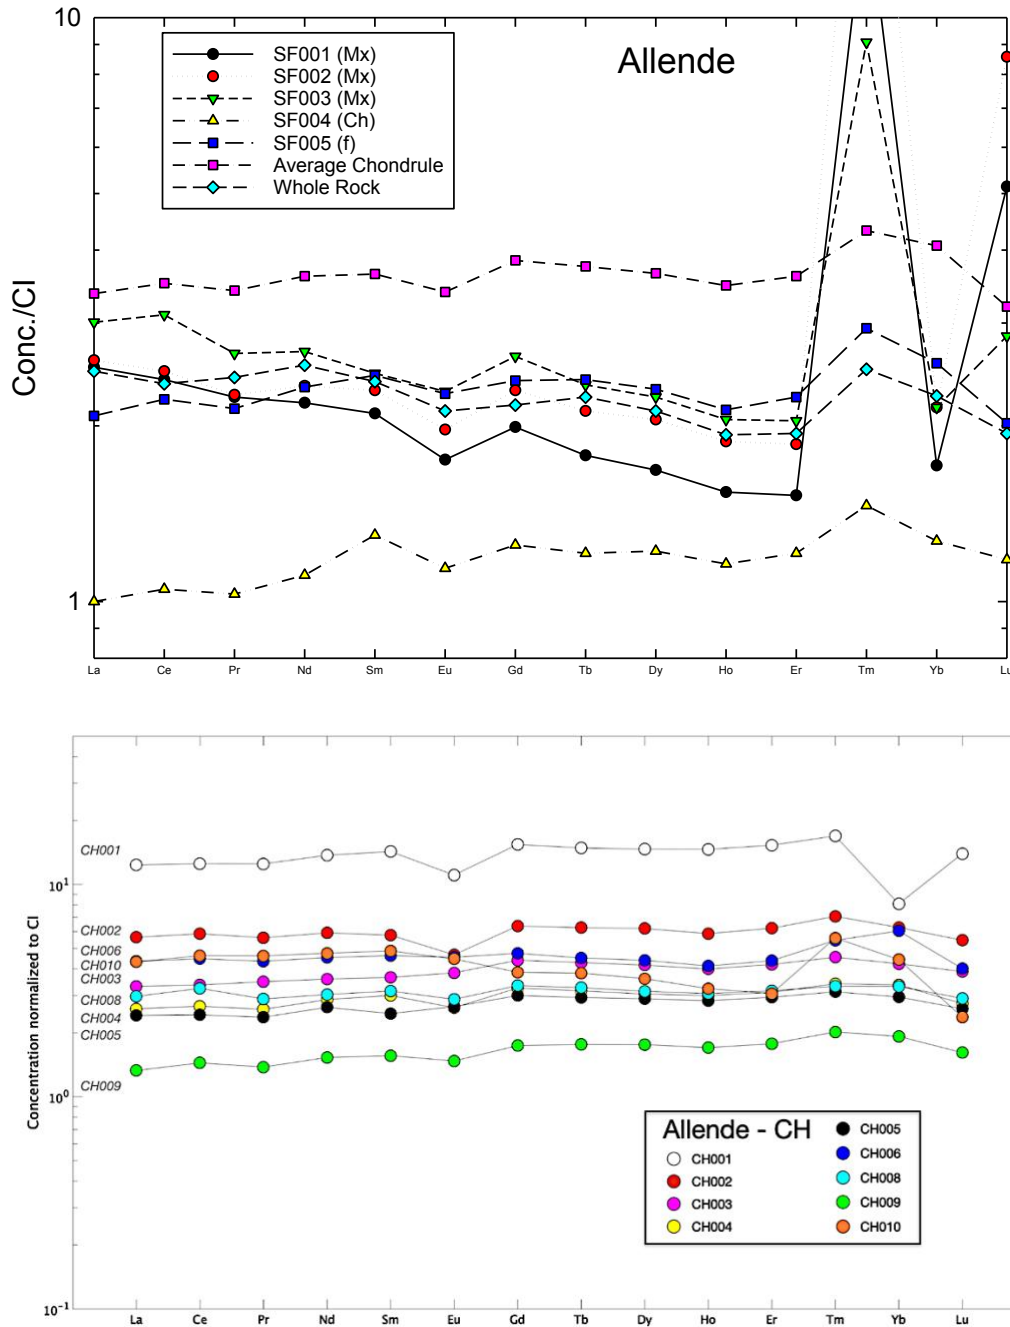 10
SF001 (Mx)
SF002 (Mx)
SF003 (Mx)
SF004 (Ch)
SF005 (f)
Average Chondrule
Whole Rock
Allende
Conc./CI
1
La Ce Pr Nd Sm Eu Gd Tb Dy Ho Er Tm Yb Lu
CH001
10¹
CH002
CH006
CH010
CH003
CH008
CH004
CH005
CH009
10⁰
Concentration normalized to CI
Allende - CH
CH001
CH002
CH003
CH004
CH005
CH006
CH008
CH009
CH010
10⁻¹
La Ce Pr Nd Sm Eu Gd Tb Dy Ho Er Tm Yb Lu